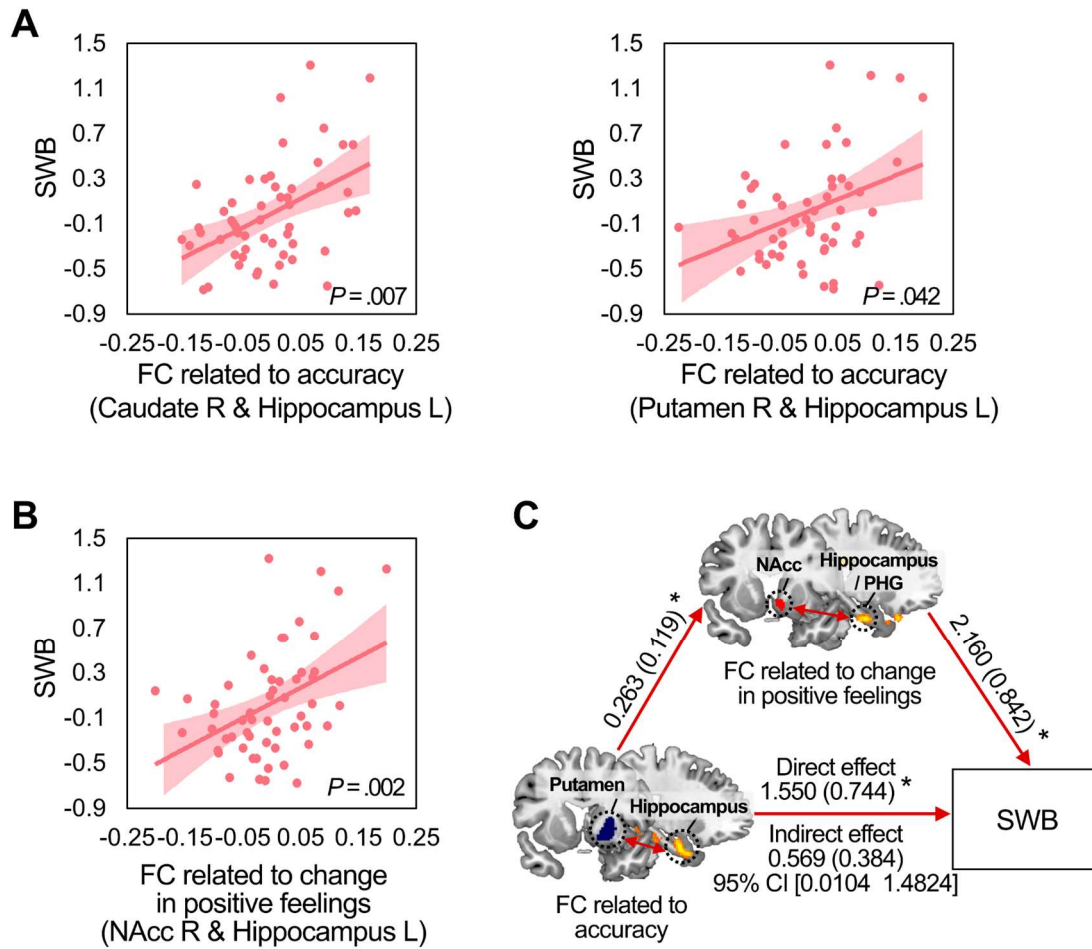 A
SWB
1.5
1.1
0.7
0.3
-0.1
-0.5
-0.9
P = .007
-0.25 -0.15 -0.05 0.05 0.15 0.25
FC related to accuracy
(Caudate R & Hippocampus L)
SWB
1.5
1.1
0.7
0.3
-0.1
-0.5
-0.9
P = .042
-0.25 -0.15 -0.05 0.05 0.15 0.25
FC related to accuracy
(Putamen R & Hippocampus L)
B
SWB
1.5
1.1
0.7
0.3
-0.1
-0.5
-0.9
P = .002
-0.25 -0.15 -0.05 0.05 0.15 0.25
FC related to change
in positive feelings
(NAcc R & Hippocampus L)
C
NAcc
Hippocampus
/ PHG
FC related to change
in positive feelings
0.263 (0.119) *
2.160 (0.842) *
Putamen
Hippocampus
FC related to
accuracy
Direct effect
1.550 (0.744) *
Indirect effect
0.569 (0.384)
95% CI [0.0104 1.4824]
SWB